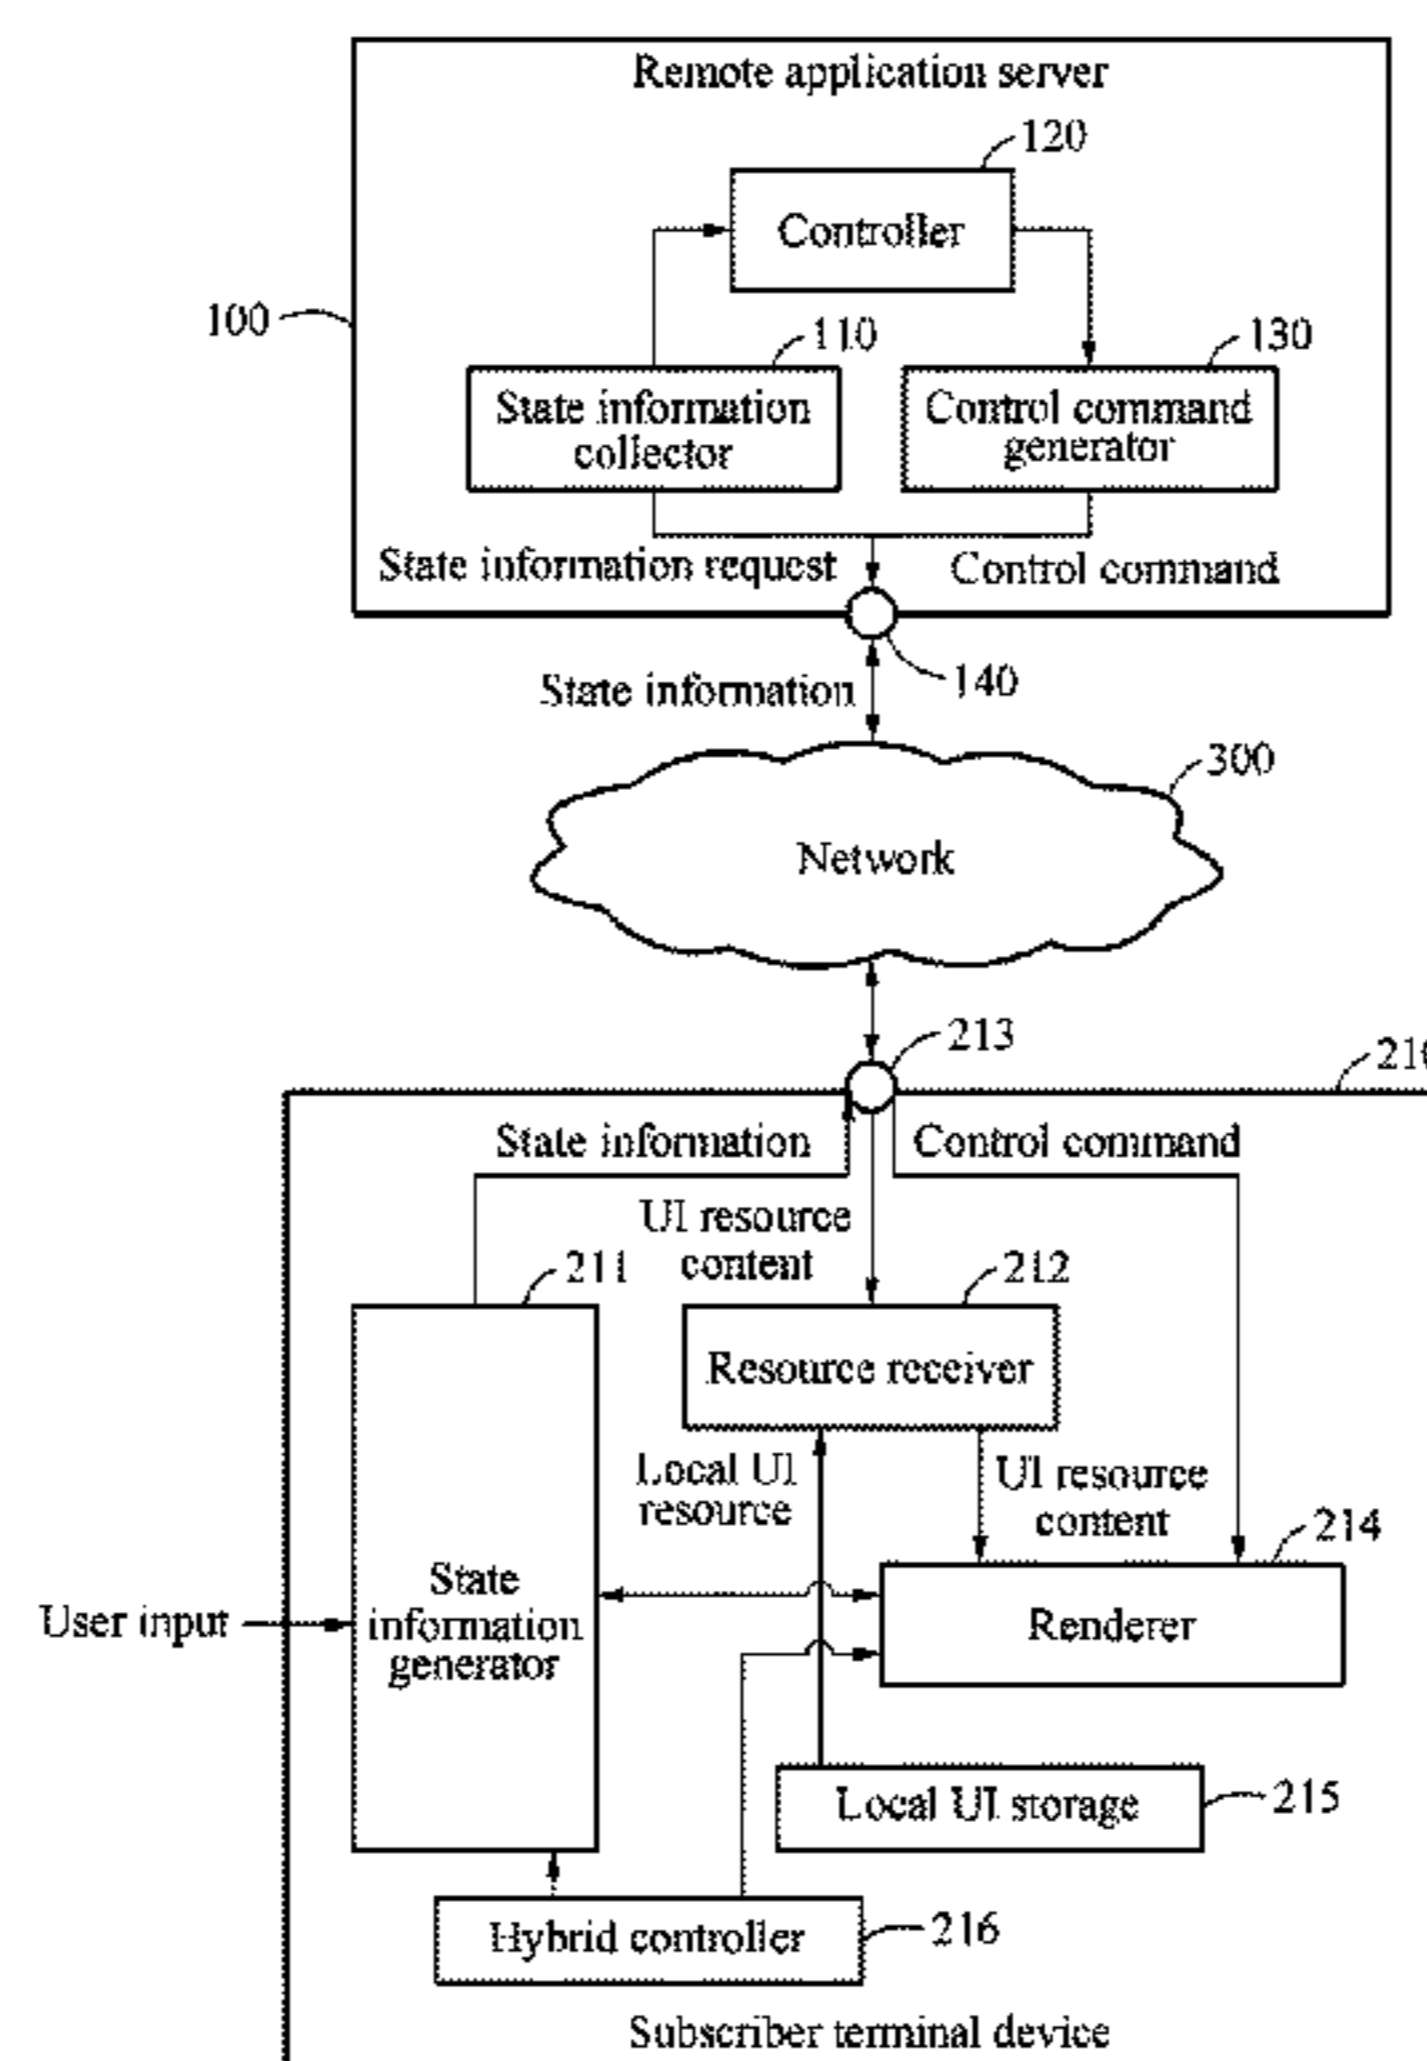 Remote application server
120
Controller
100
110
130
State information
collector
Control command
generator
State information request
Control command
140
State information
300
Network
213
State information
Control command
UI resource
content
211
212
Resource receiver
Local UI
resource
UI resource
content
214
User input
State
information
generator
Renderer
Local UI storage
215
Hybrid controller
216
Subscriber terminal device